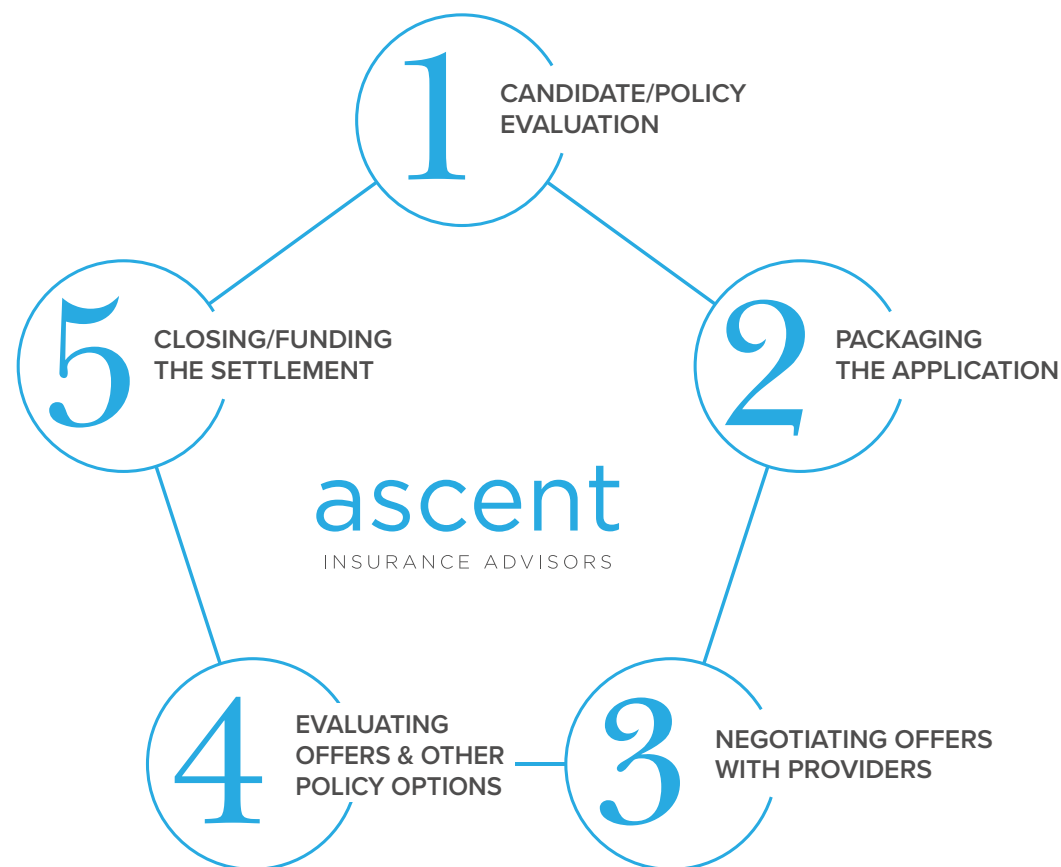 1
CANDIDATE/POLICY
EVALUATION
2
PACKAGING
THE APPLICATION
3
NEGOTIATING OFFERS
WITH PROVIDERS
4
EVALUATING
OFFERS & OTHER
POLICY OPTIONS
5
CLOSING/FUNDING
THE SETTLEMENT
ascent
INSURANCE ADVISORS